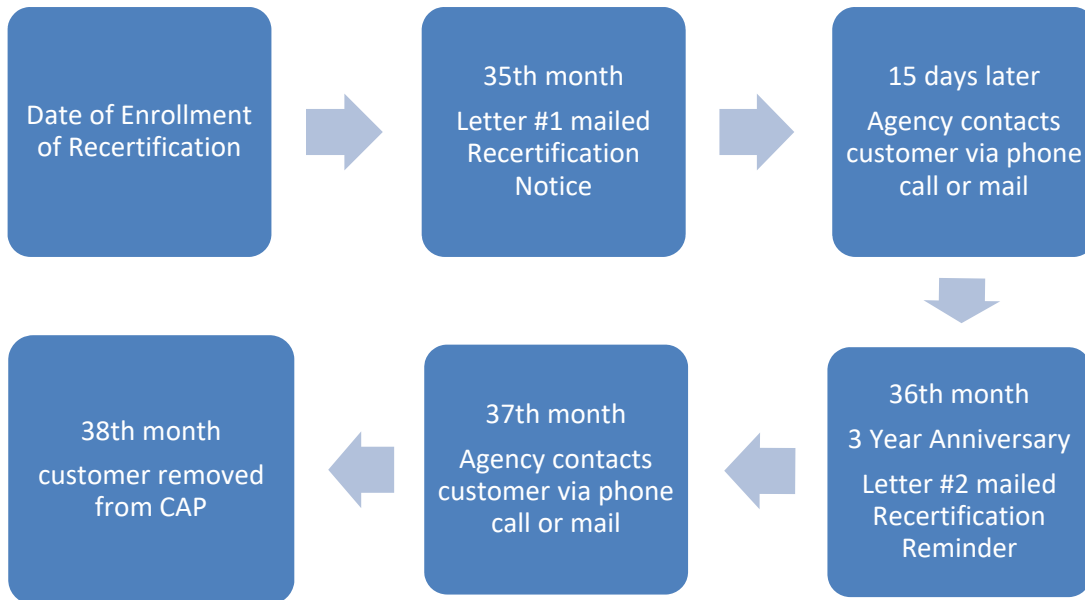 Date of Enrollment
of Recertification
35th month
Letter #1 mailed
Recertification
Notice
15 days later
Agency contacts
customer via phone
call or mail
36th month
3 Year Anniversary
Letter #2 mailed
Recertification
Reminder
37th month
Agency contacts
customer via phone
call or mail
38th month
customer removed
from CAP